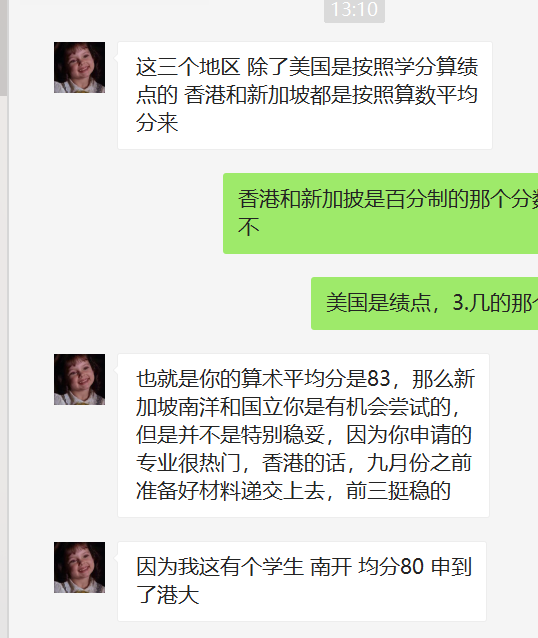 13:10
这三个地区 除了美国是按照学分算绩
点的 香港和新加坡都是按照算数平均
分来
香港和新加披是百分制的那个分数
不
美国是绩点，3.几的那个
也就是你的算术平均分是83，那么新
加坡南洋和国立你是有机会尝试的，
但是并不是特别稳妥，因为你申请的
专业很热门，香港的话，九月份之前
准备好材料递交上去，前三挺稳的
因为我这有个学生 南开 均分80 申到
了港大